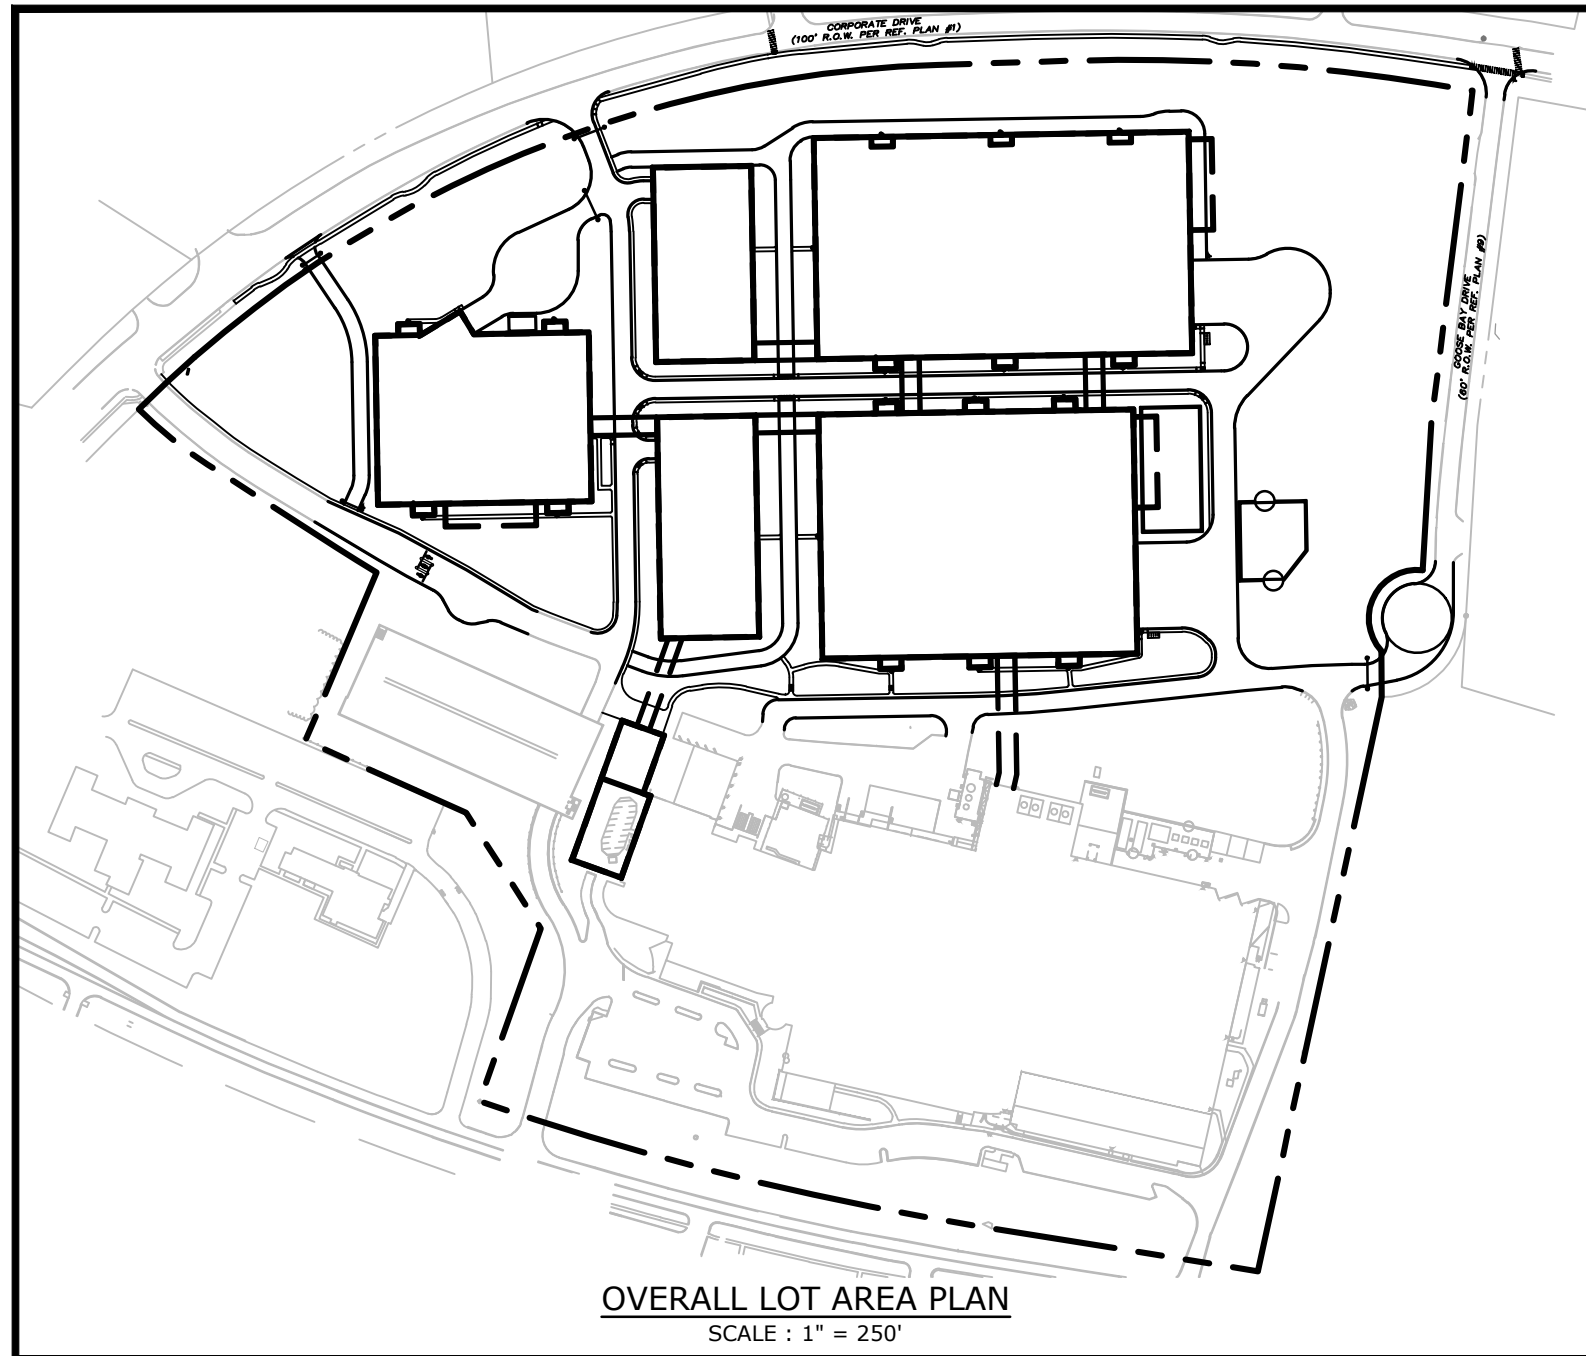 CORPORATE DRIVE
(100' R.O.W. PER REF. PLAN #1)
GOOSE BAY DRIVE
(60' R.O.W. PER REF. PLAN #9)
OVERALL LOT AREA PLAN
SCALE : 1" = 250'